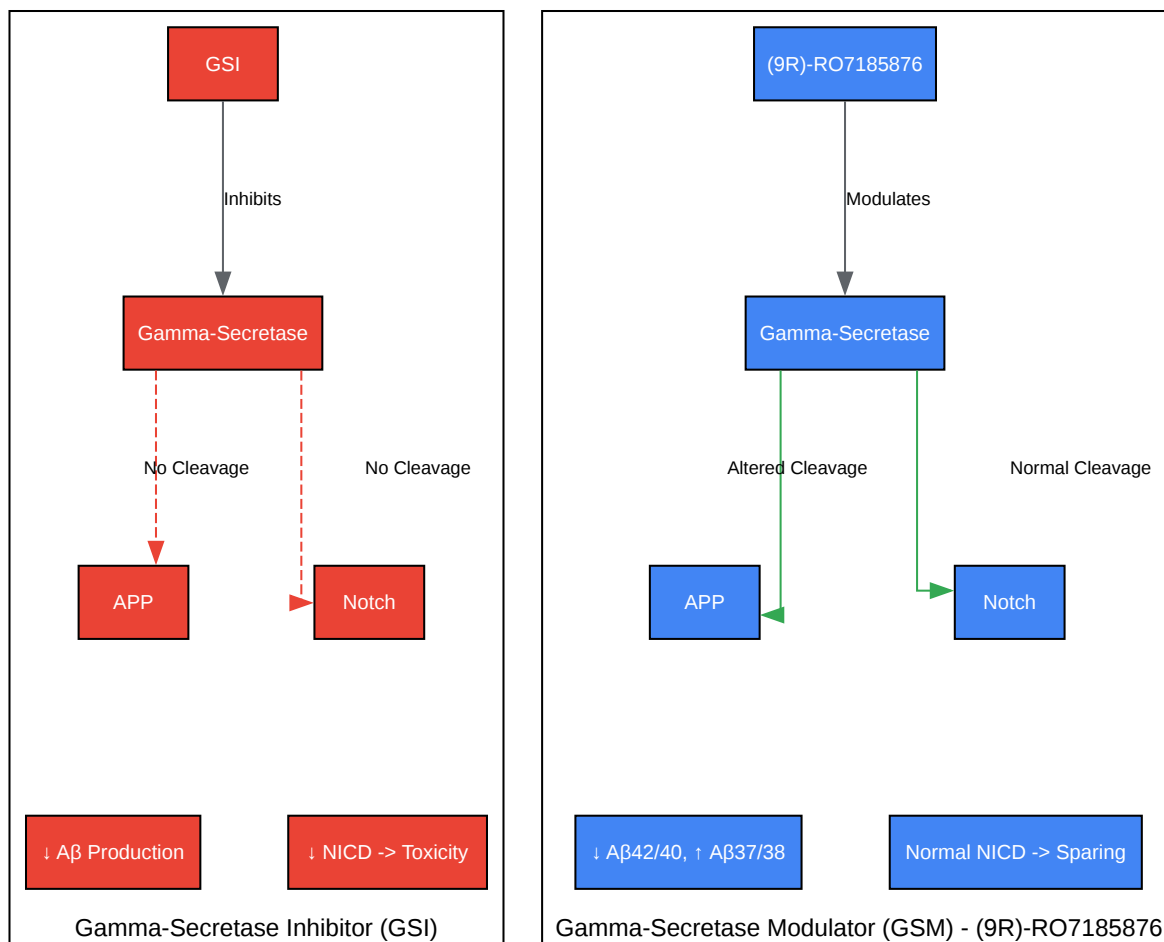 GSI
Inhibits
Gamma-Secretase
No Cleavage
No Cleavage
APP
Notch
↓ Aβ Production
↓ NICD -> Toxicity
Gamma-Secretase Inhibitor (GSI)
(9R)-RO7185876
Modulates
Gamma-Secretase
Altered Cleavage
Normal Cleavage
APP
Notch
↓ Aβ42/40, ↑ Aβ37/38
Normal NICD -> Sparing
Gamma-Secretase Modulator (GSM) - (9R)-RO7185876